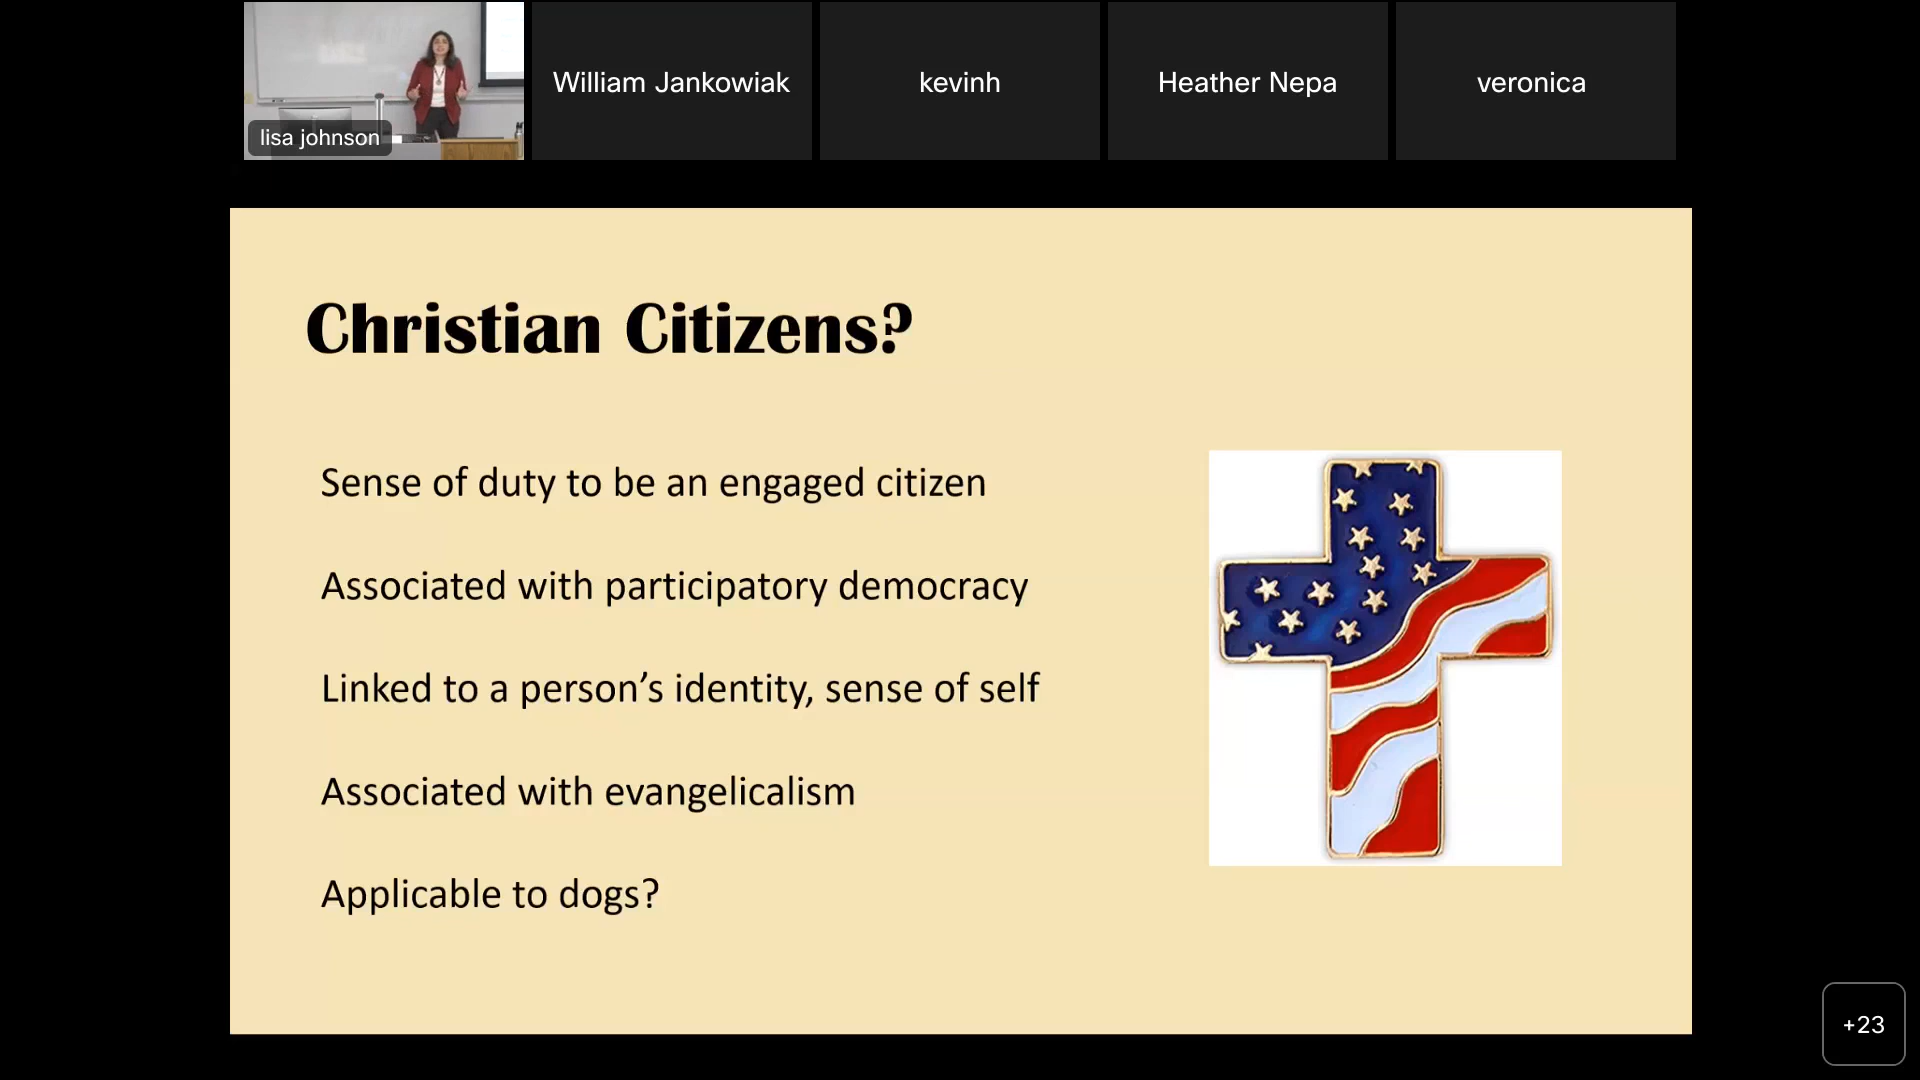 lisa johnson
William Jankowiak
kevinh
Heather Nepa
veronica
Christian Citizens?
Sense of duty to be an engaged citizen
Associated with participatory democracy
Linked to a person’s identity, sense of self
Associated with evangelicalism
Applicable to dogs?
+23